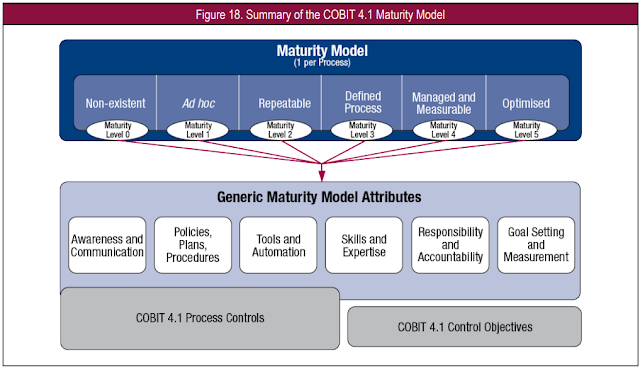 Figure 18. Summary of the COBIT 4.1 Maturity Model
Maturity Model
(1 per Process)
Non-existent
Ad hoc
Repeatable
Defined
Process
Managed and
Measurable
Optimised
Maturity
Level 0
Maturity
Level 1
Maturity
Level 2
Maturity
Level 3
Maturity
Level 4
Maturity
Level 5
Generic Maturity Model Attributes
Awareness and
Communication
Policies,
Plans,
Procedures
Tools and
Automation
Skills and
Expertise
Responsibility
and
Accountability
Goal Setting
and
Measurement
COBIT 4.1 Process Controls
COBIT 4.1 Control Objectives